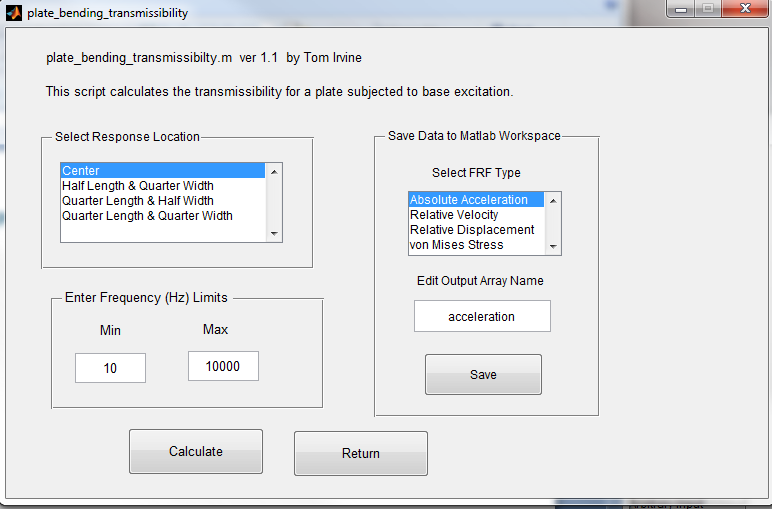 plate_bending_transmissibility
plate_bending_transmissibilty.m ver 1.1 by Tom Irvine
This script calculates the transmissibility for a plate subjected to base excitation.
Select Response Location
Center
Half Length & Quarter Width
Quarter Length & Half Width
Quarter Length & Quarter Width
Enter Frequency (Hz) Limits
Min
Max
10
10000
Save Data to Matlab Workspace
Select FRF Type
Absolute Acceleration
Relative Velocity
Relative Displacement
von Mises Stress
Edit Output Array Name
acceleration
Save
Calculate
Return